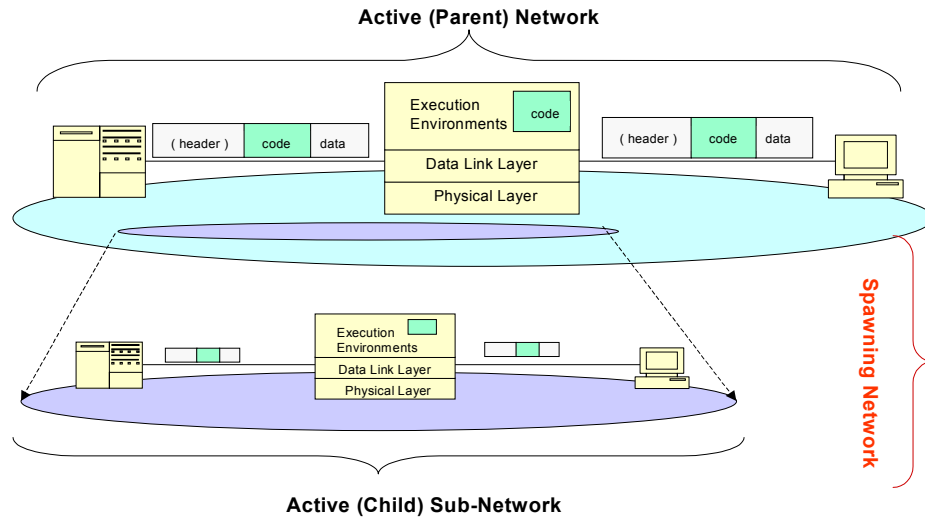 Active (Parent) Network
Execution
Environments
code
( header )
code
data
(header )
code
data
Data Link Layer
Physical Layer
Spawning Network
Execution
Environments
Data Link Layer
Physical Layer
Active (Child) Sub-Network